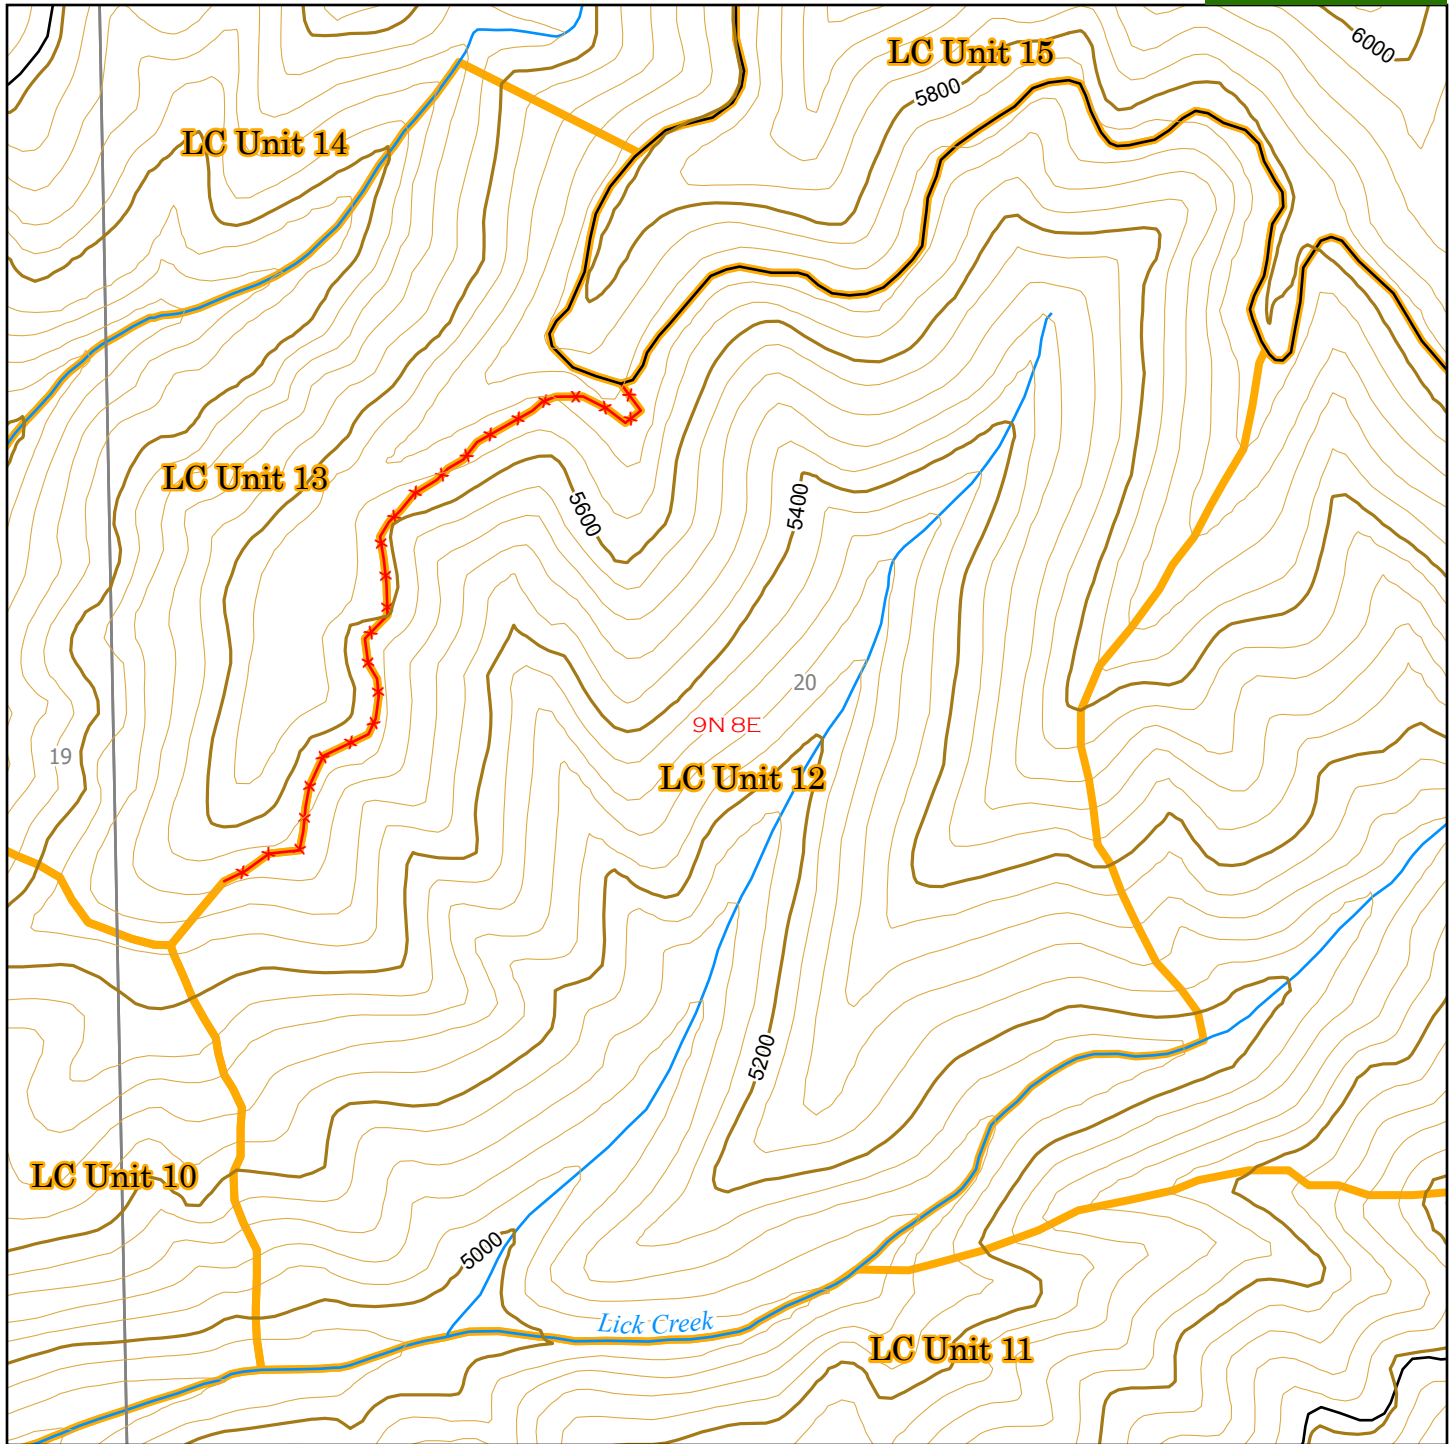 6000
LC Unit 15
5800
LC Unit 14
LC Unit 13
5600
5400
20
9N 8E
19
LC Unit 12
5200
LC Unit 10
5000
Lick Creek
LC Unit 11